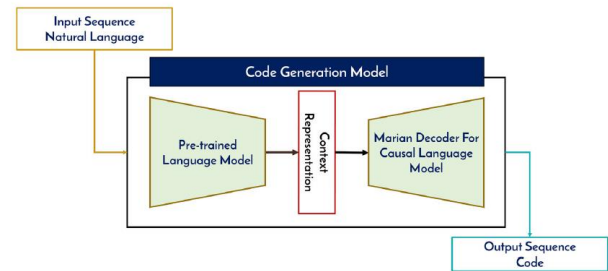 Input Sequence
Natural Language
Code Generation Model
Pre-trained
Language Model
Context
Representation
Marian Decoder For
Causal Language
Model
Output Sequence
Code